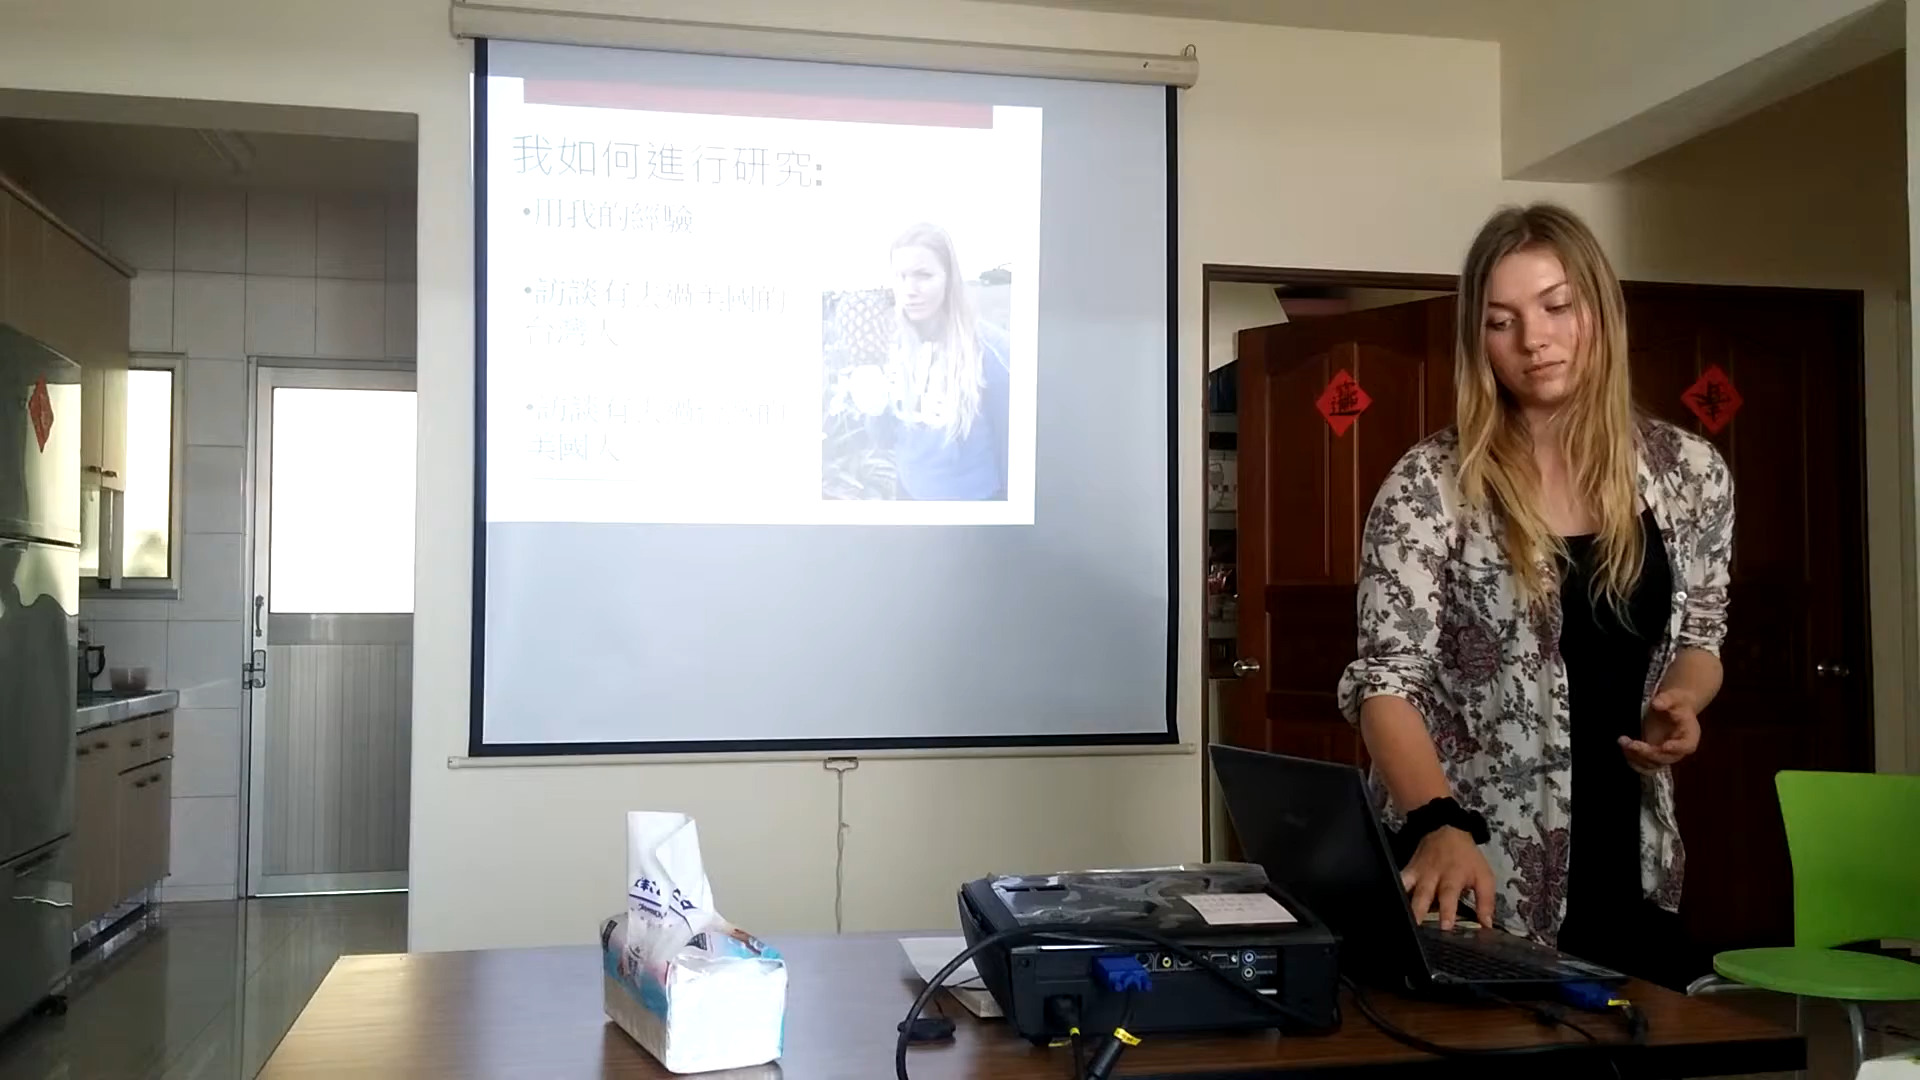 我如何進行研究:
•用我的經驗
•訪談有去過美國的
台灣人
•訪談有去過台灣的
美國人